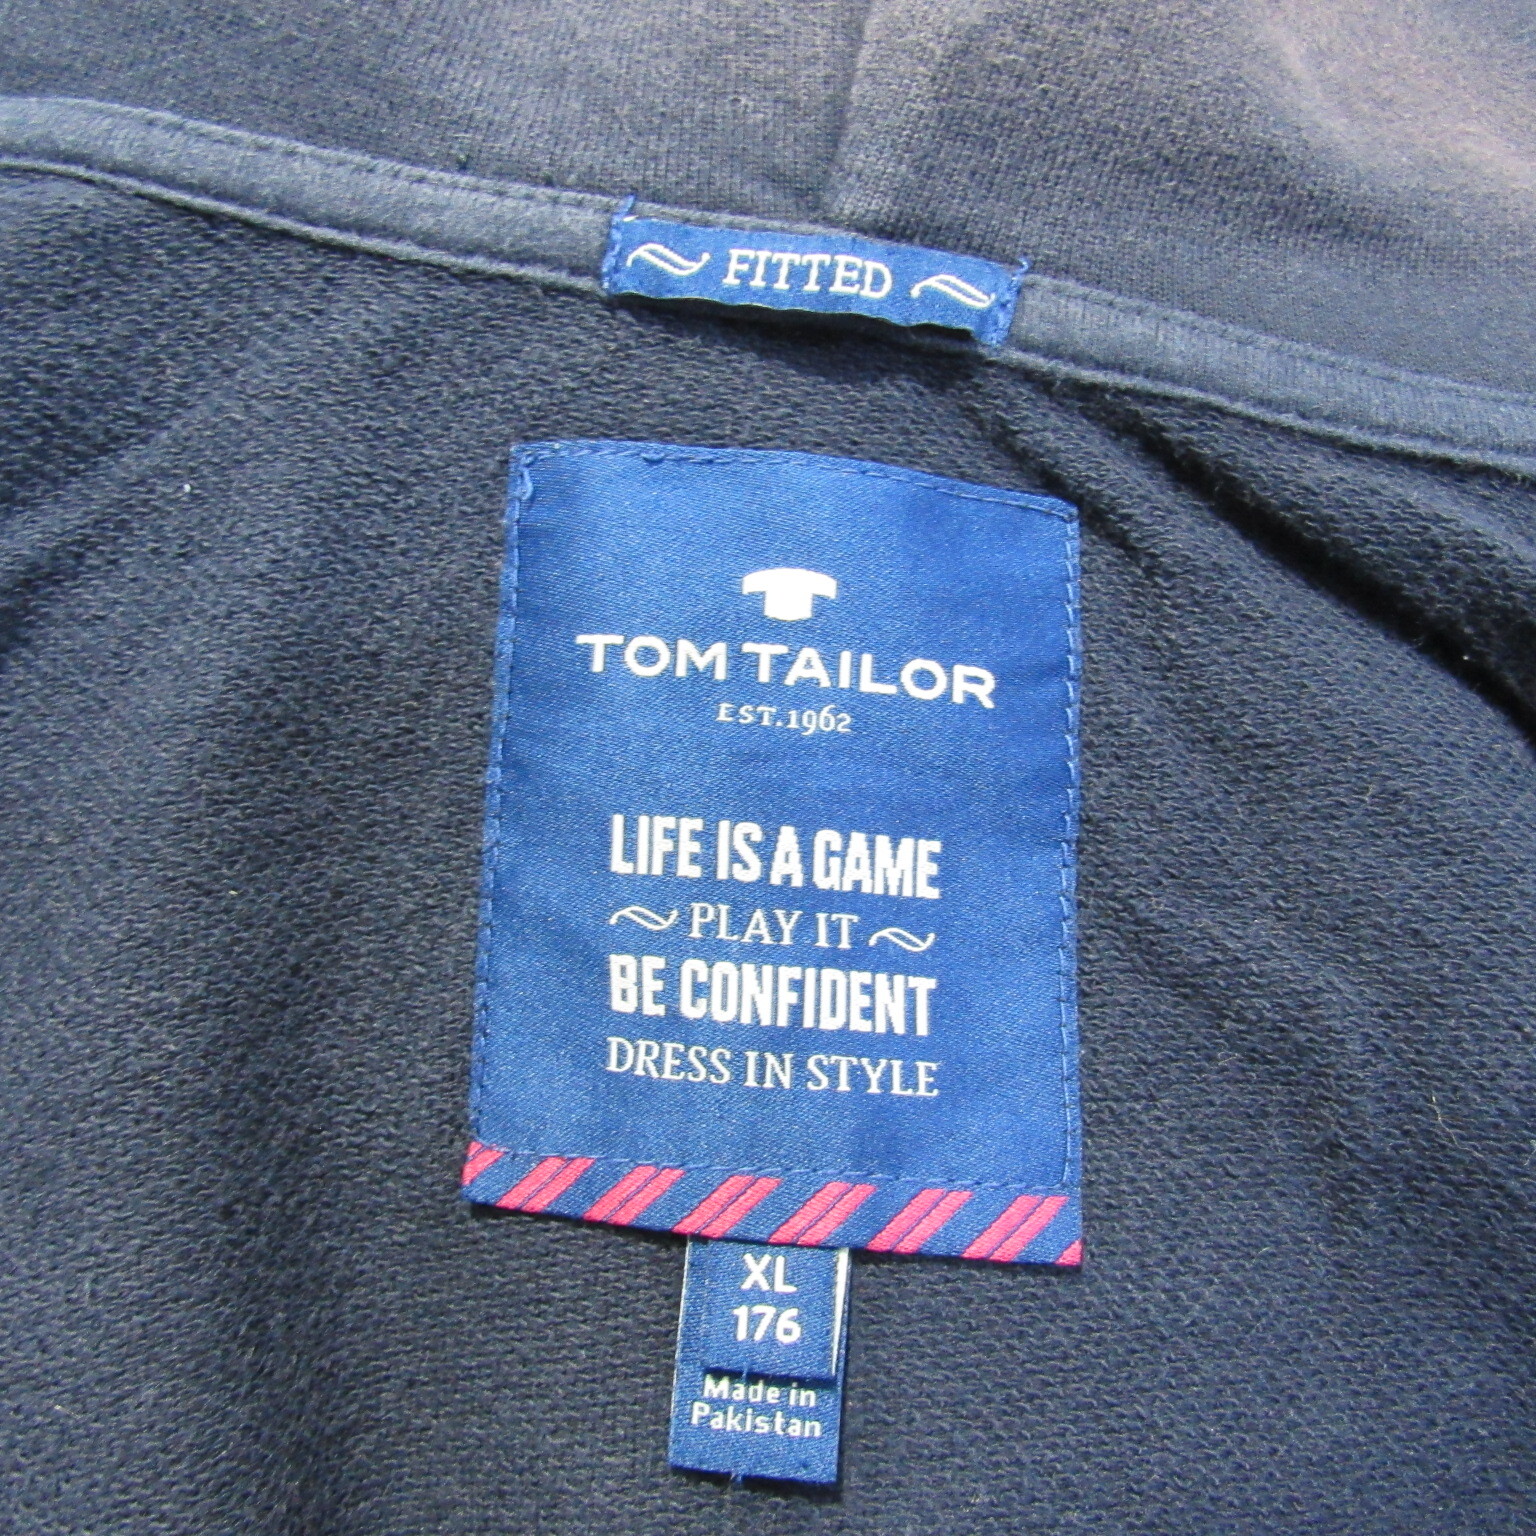 FITTED
TOM TAILOR
EST.1962
LIFE IS A GAME
PLAY IT
BE CONFIDENT
DRESS IN STYLE
XL
176
Made in
Pakistan